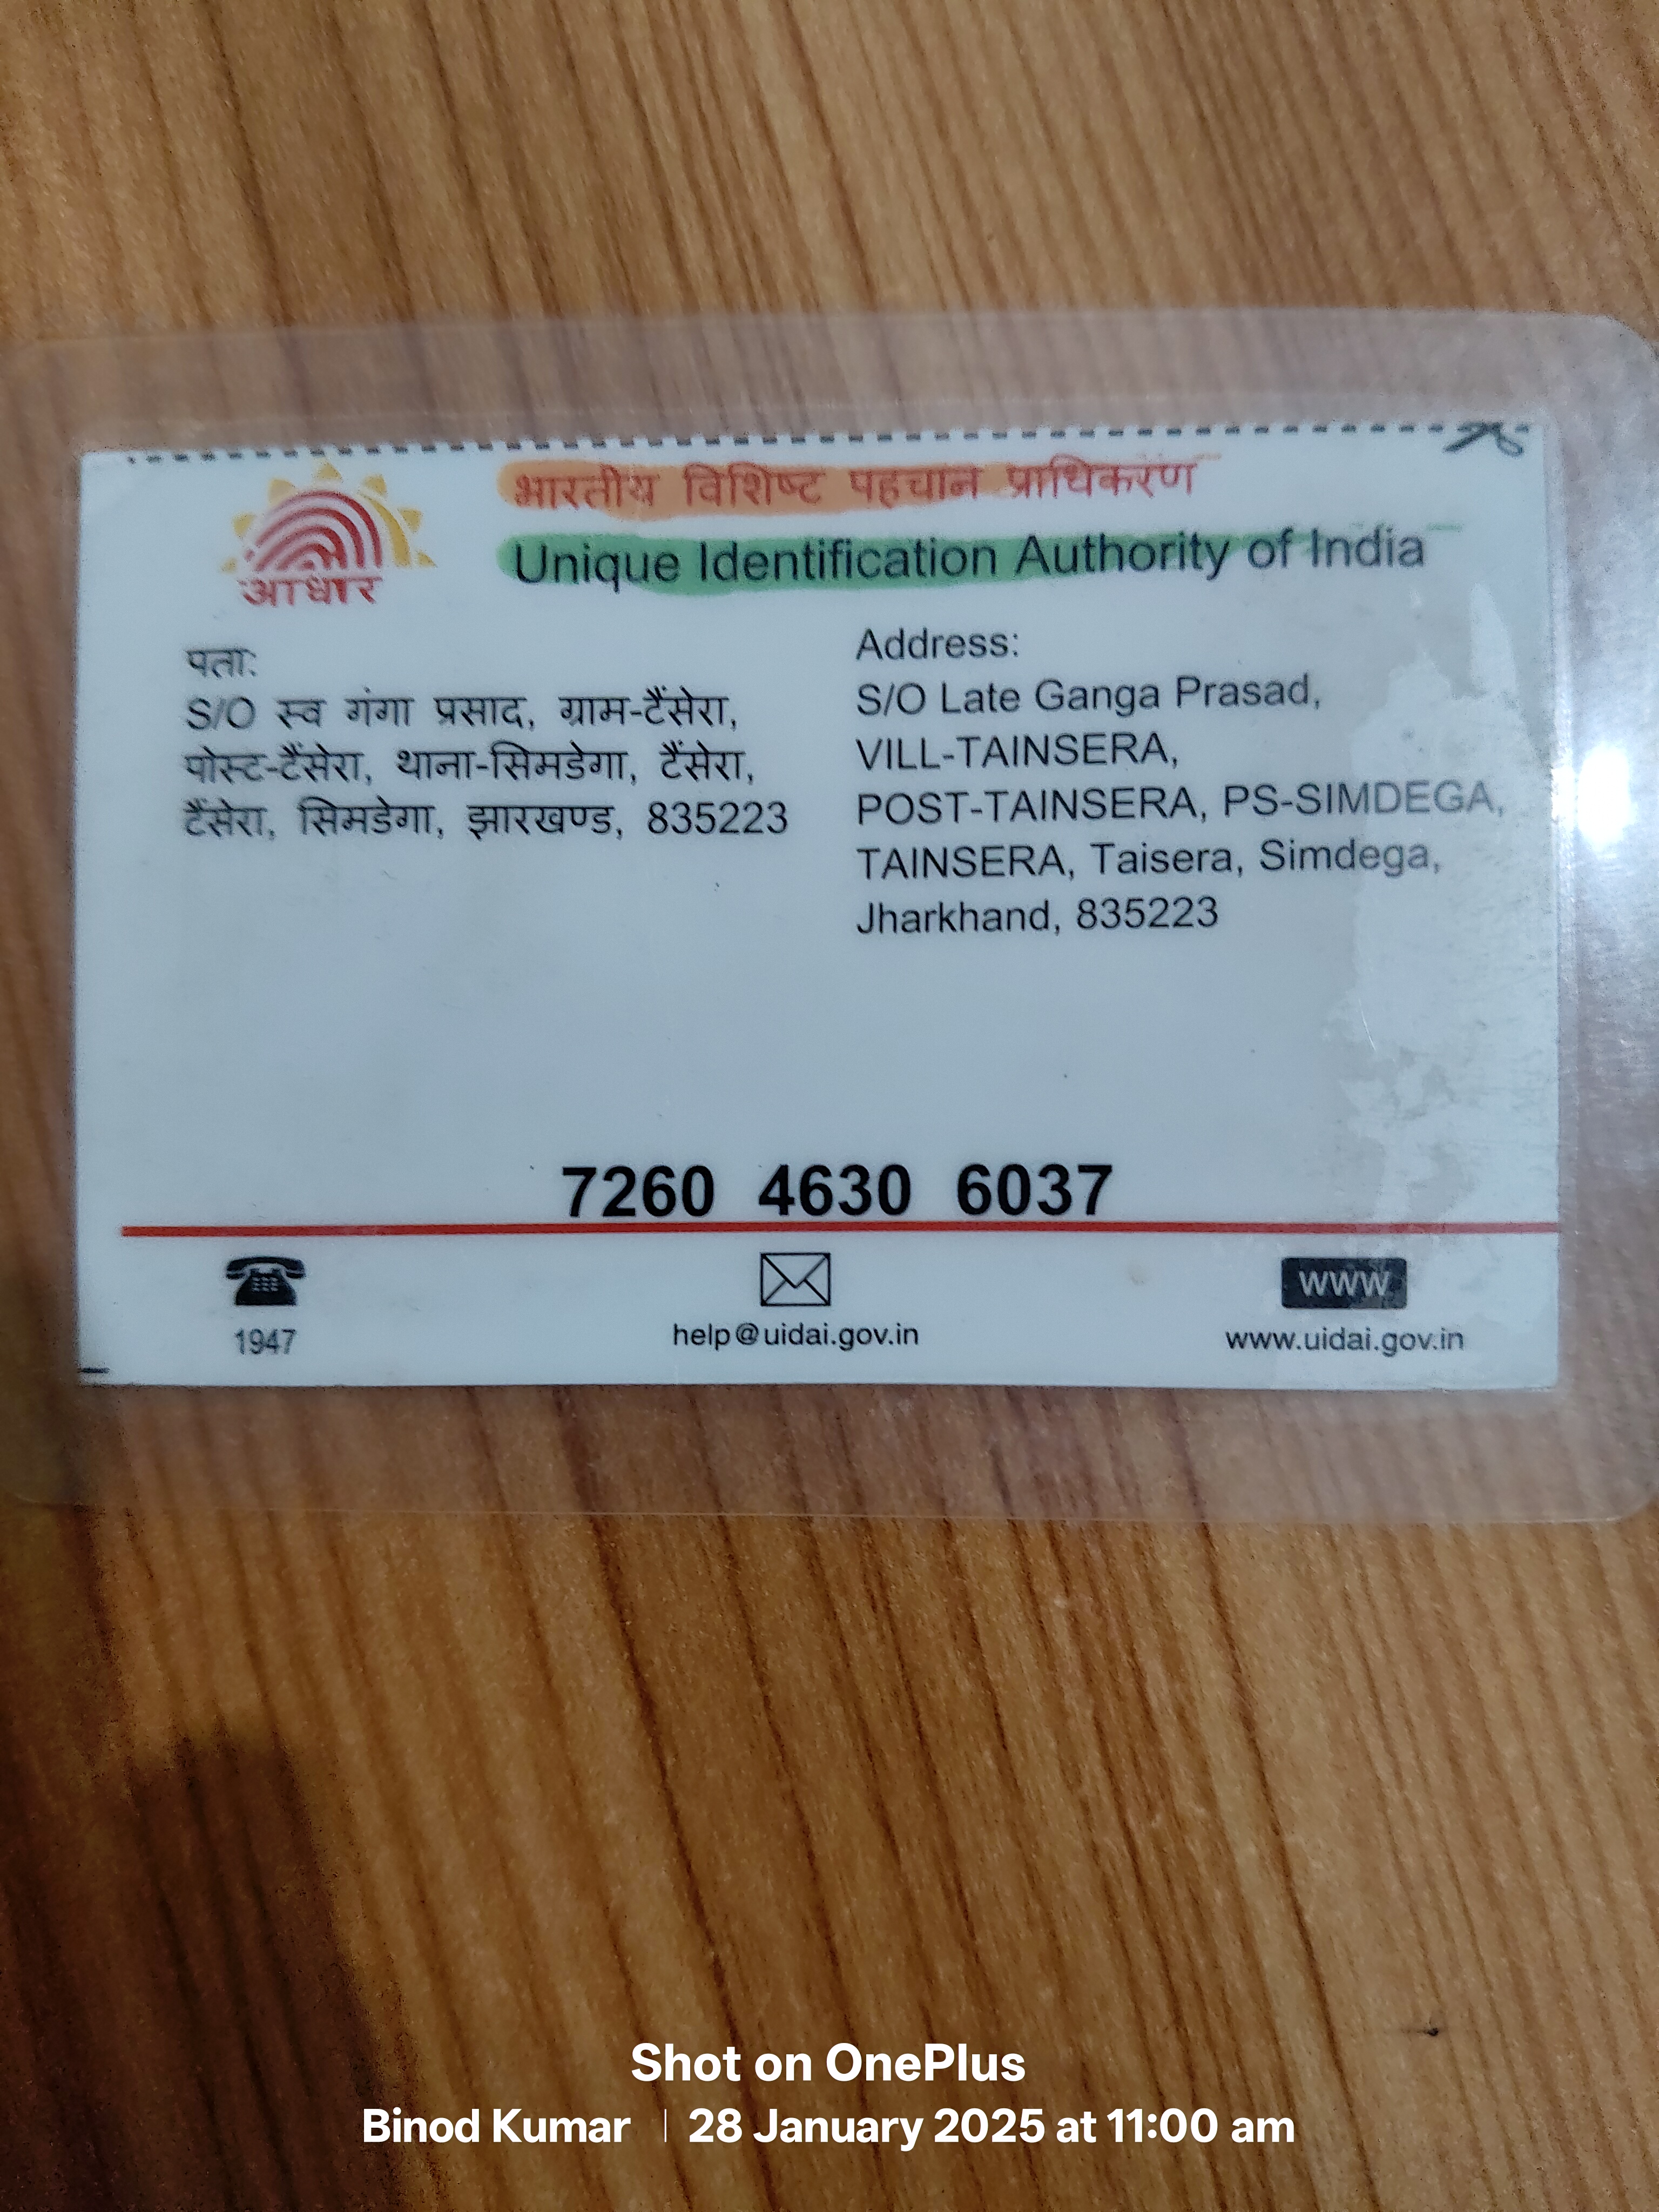 भारतीय विशिष्ट पहचान प्राधिकरण
Unique Identification Authority of India
आधार
पता:
S/O स्व गंगा प्रसाद, ग्राम-टैंसेरा,
पोस्ट-टैंसेरा, थाना-सिमडेगा, टैंसेरा,
टैंसेरा, सिमडेगा, झारखण्ड, 835223
Address:
S/O Late Ganga Prasad,
VILL-TAINSERA,
POST-TAINSERA, PS-SIMDEGA,
TAINSERA, Taisera, Simdega,
Jharkhand, 835223
7260 4630 6037
1947
help@uidai.gov.in
www
www.uidai.gov.in
Shot on OnePlus
Binod Kumar | 28 January 2025 at 11:00 am